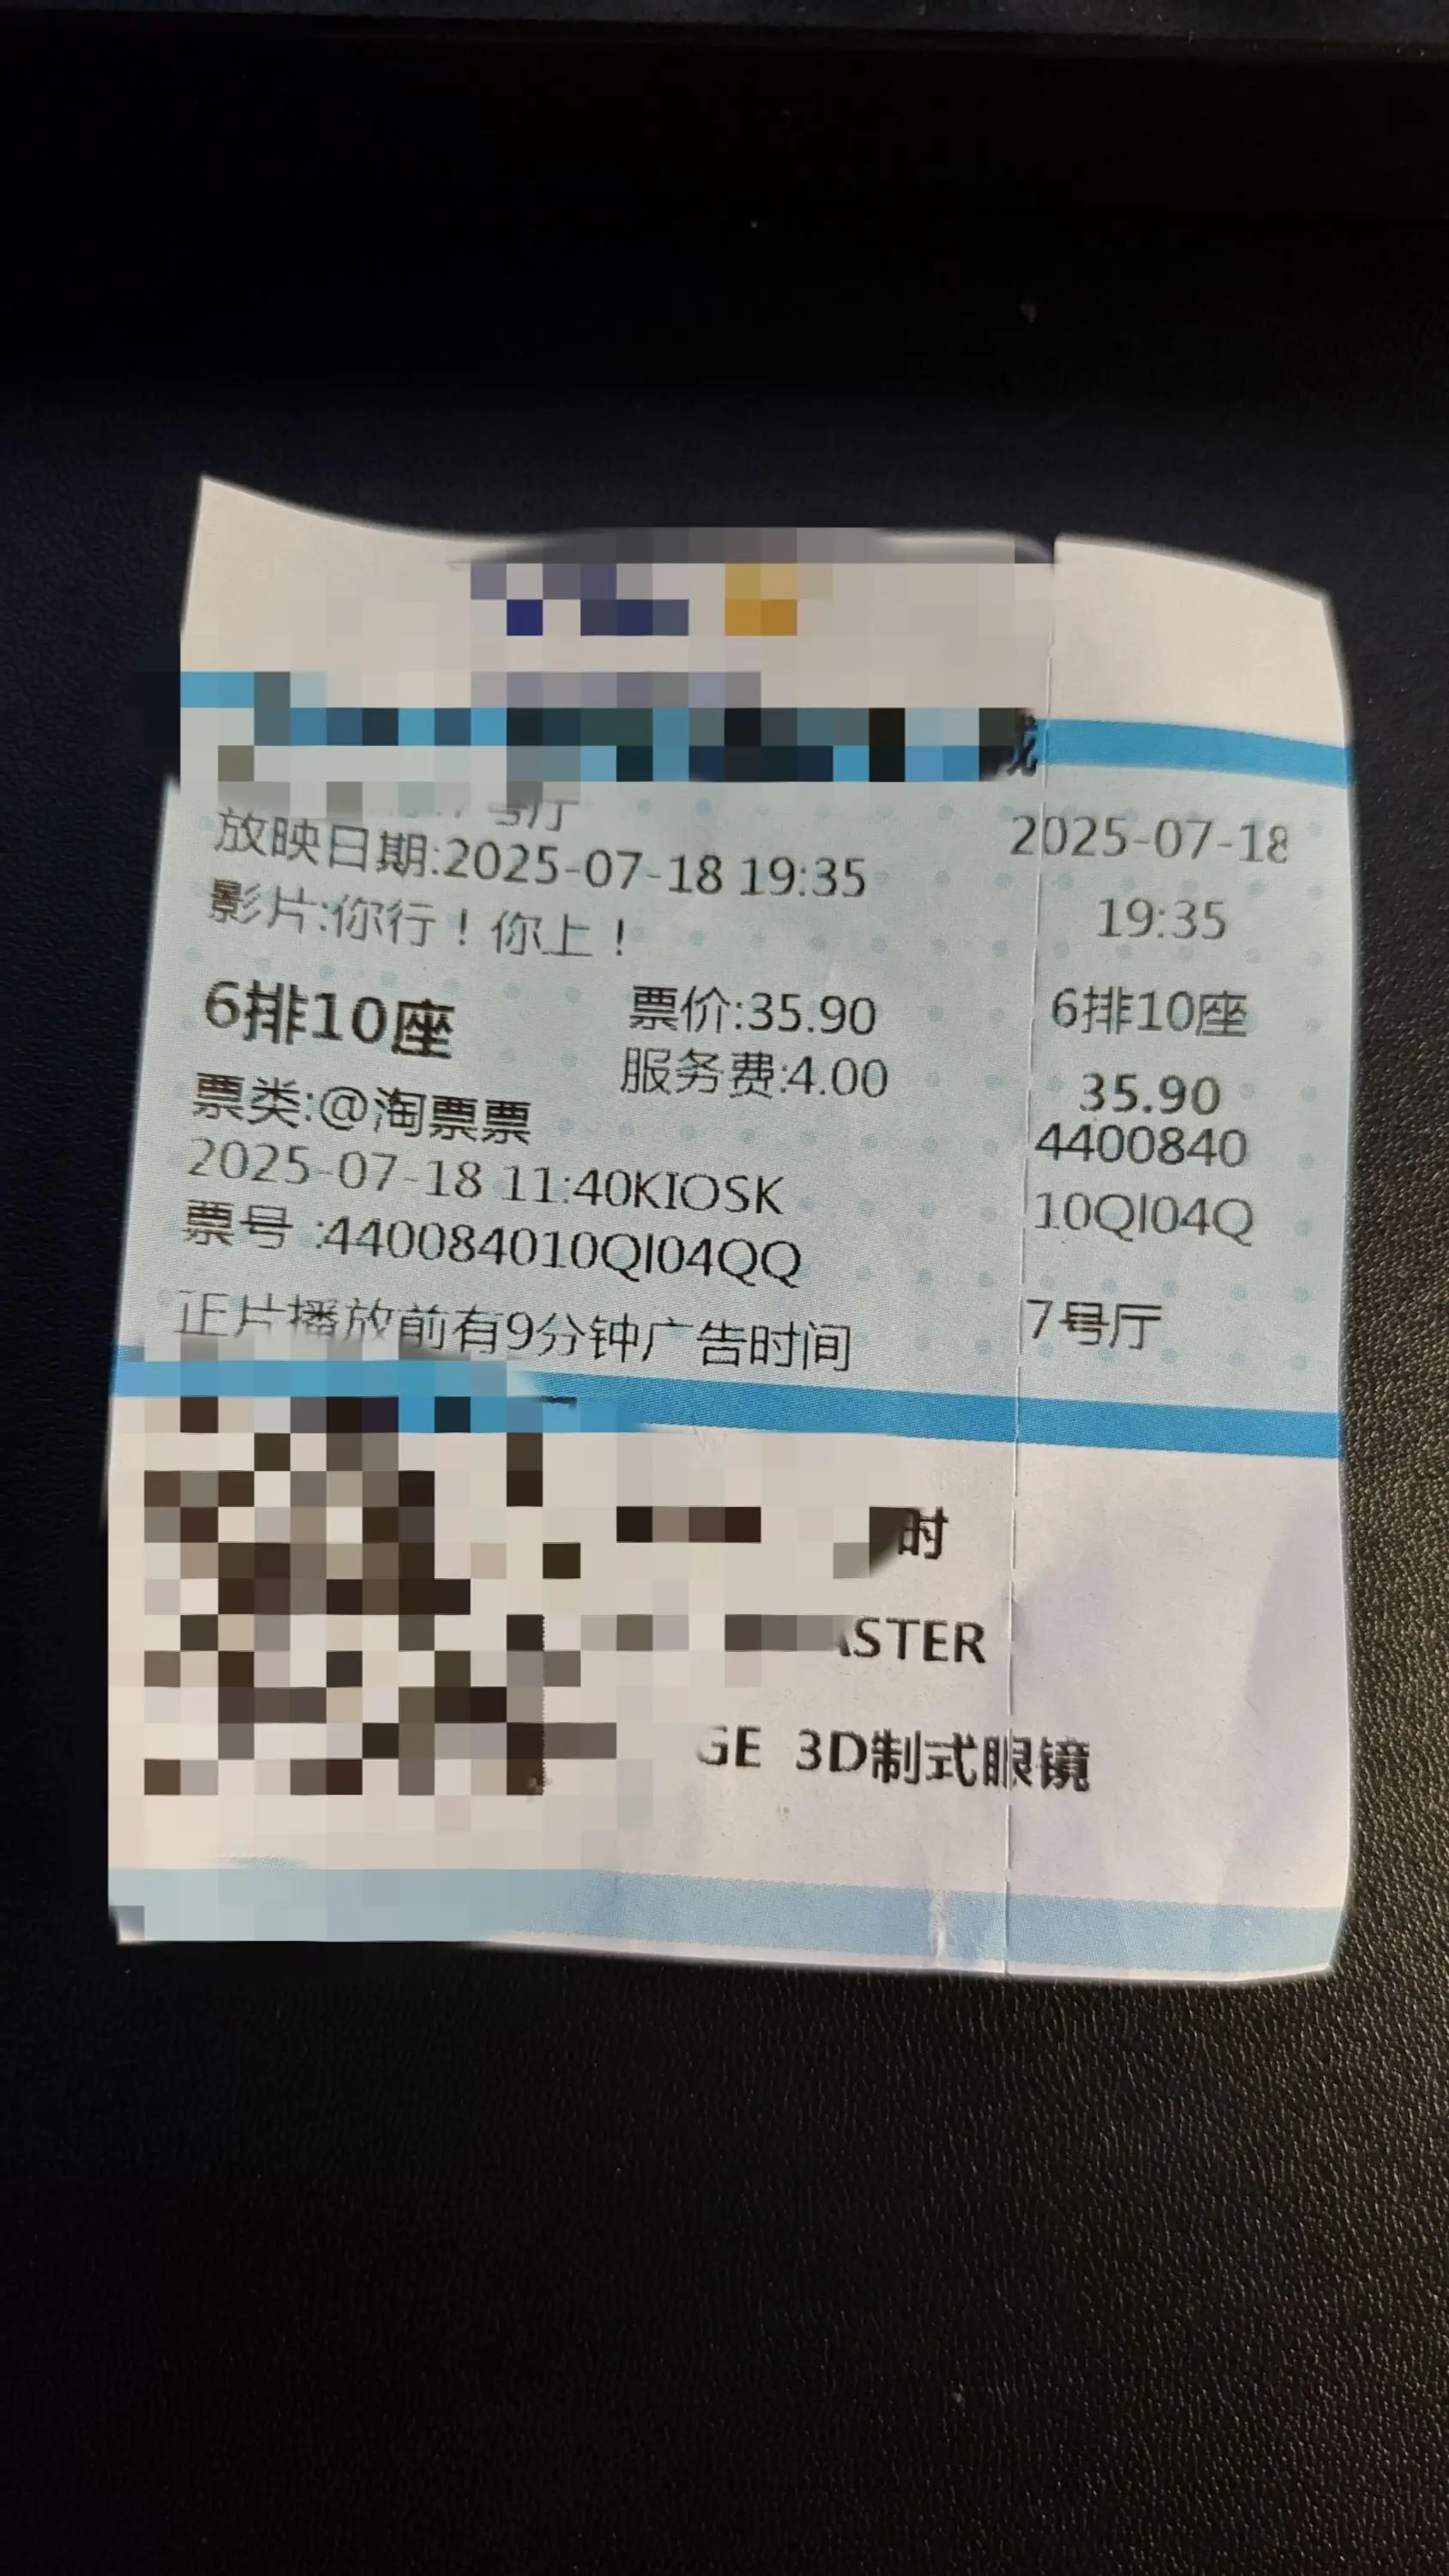 号厅
放映日期:2025-07-18 19:35
影片:你行！你上！
6排10座
票价:35.90
服务费:4.00
票类:@淘票票
2025-07-18 11:40KIOSK
票号 :440084010QI04QQ
正片播放前有9分钟广告时间
2025-07-18
19:35
6排10座
35.90
4400840
10QI04Q
7号厅
时
ASTER
GE 3D制式眼镜